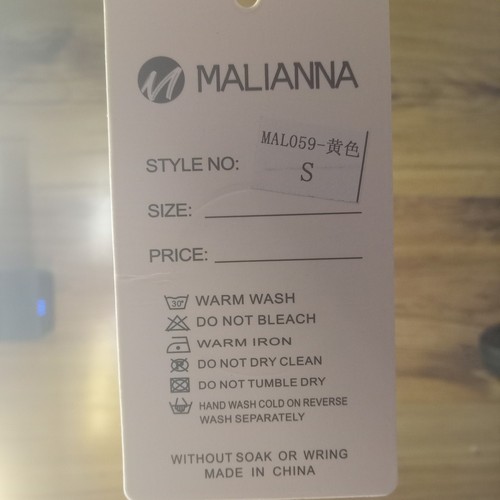 M MALIANNA
STYLE NO: MAL059-黄色
S
SIZE:
PRICE:
30° WARM WASH
DO NOT BLEACH
WARM IRON
DO NOT DRY CLEAN
DO NOT TUMBLE DRY
HAND WASH COLD ON REVERSE
WASH SEPARATELY
WITHOUT SOAK OR WRING
MADE IN CHINA